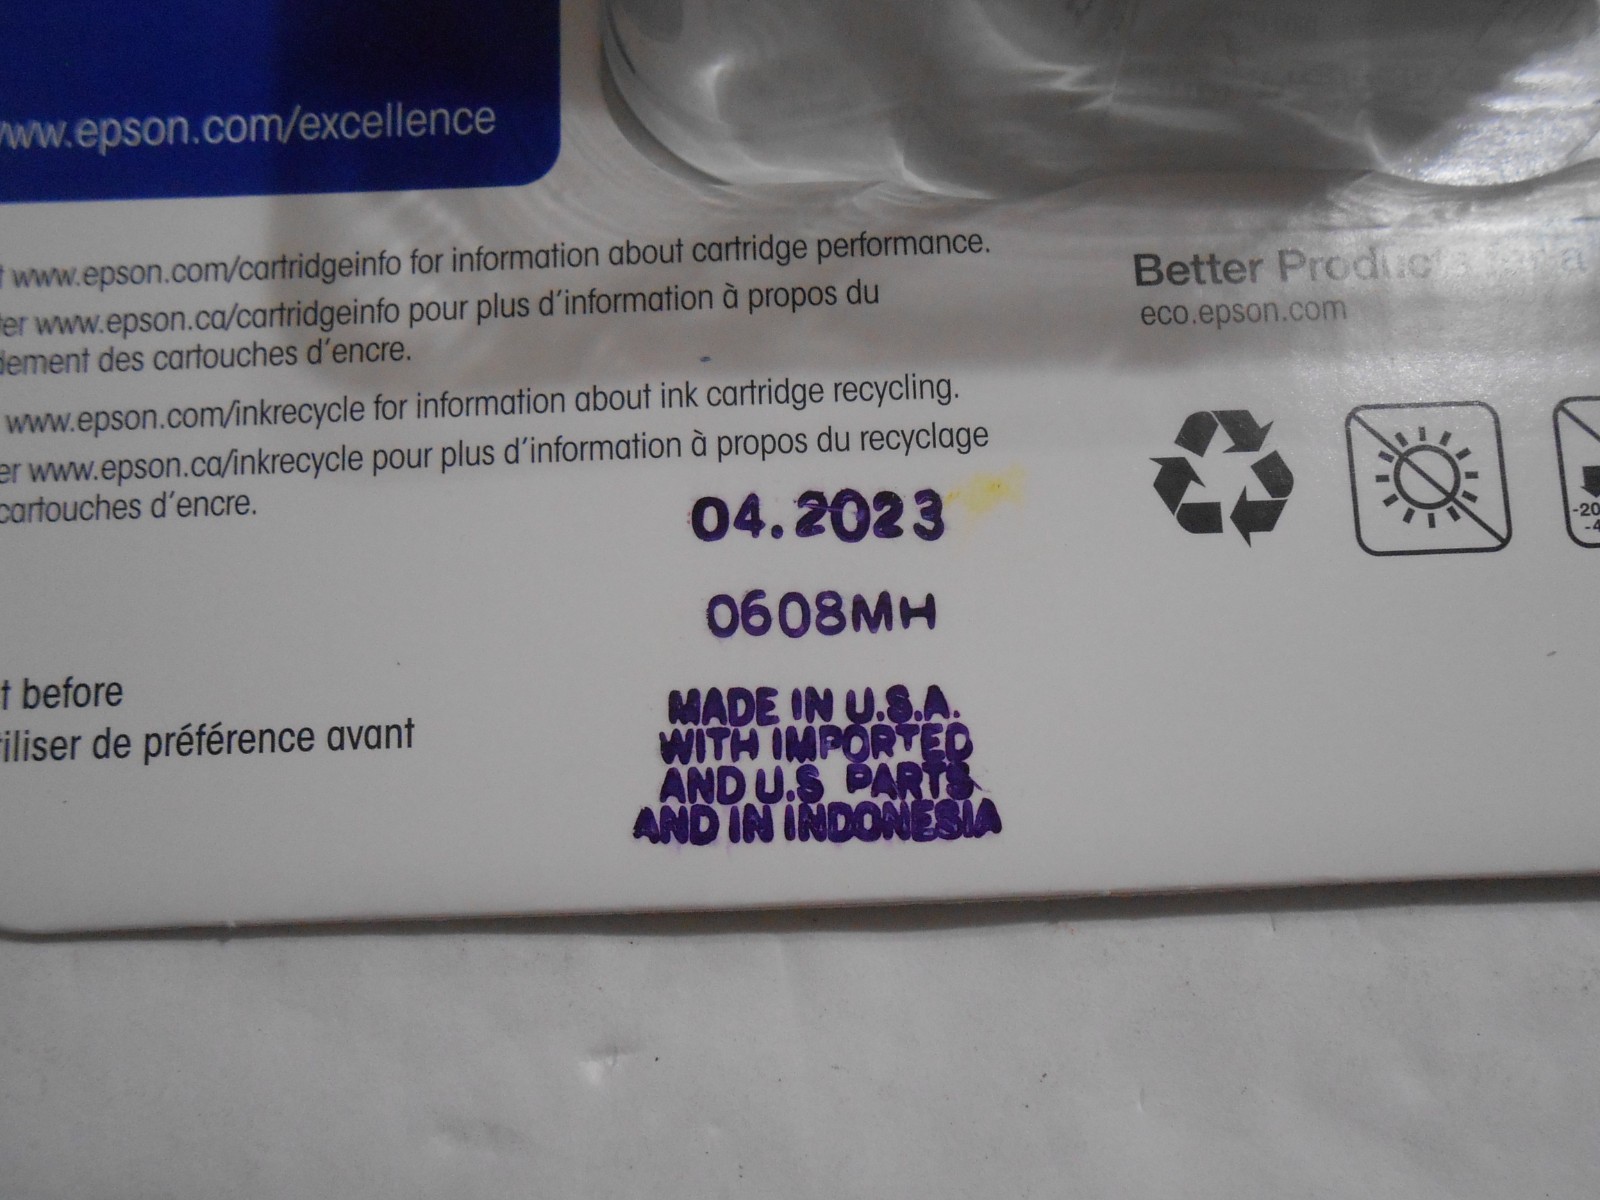 www.epson.com/excellence
www.epson.com/cartridgeinfo for information about cartridge performance.
er www.epson.ca/cartridgeinfo pour plus d'information à propos du
dement des cartouches d'encre.
www.epson.com/inkrecycle for information about ink cartridge recycling.
er www.epson.ca/inkrecycle pour plus d'information à propos du recyclage
cartouches d'encre.
Better Products
eco.epson.com
-20
-4
04.2023
0608MH
t before
iliser de préférence avant
MADE IN U.S.A.
WITH IMPORTED
AND U.S PARTS
AND IN INDONESIA